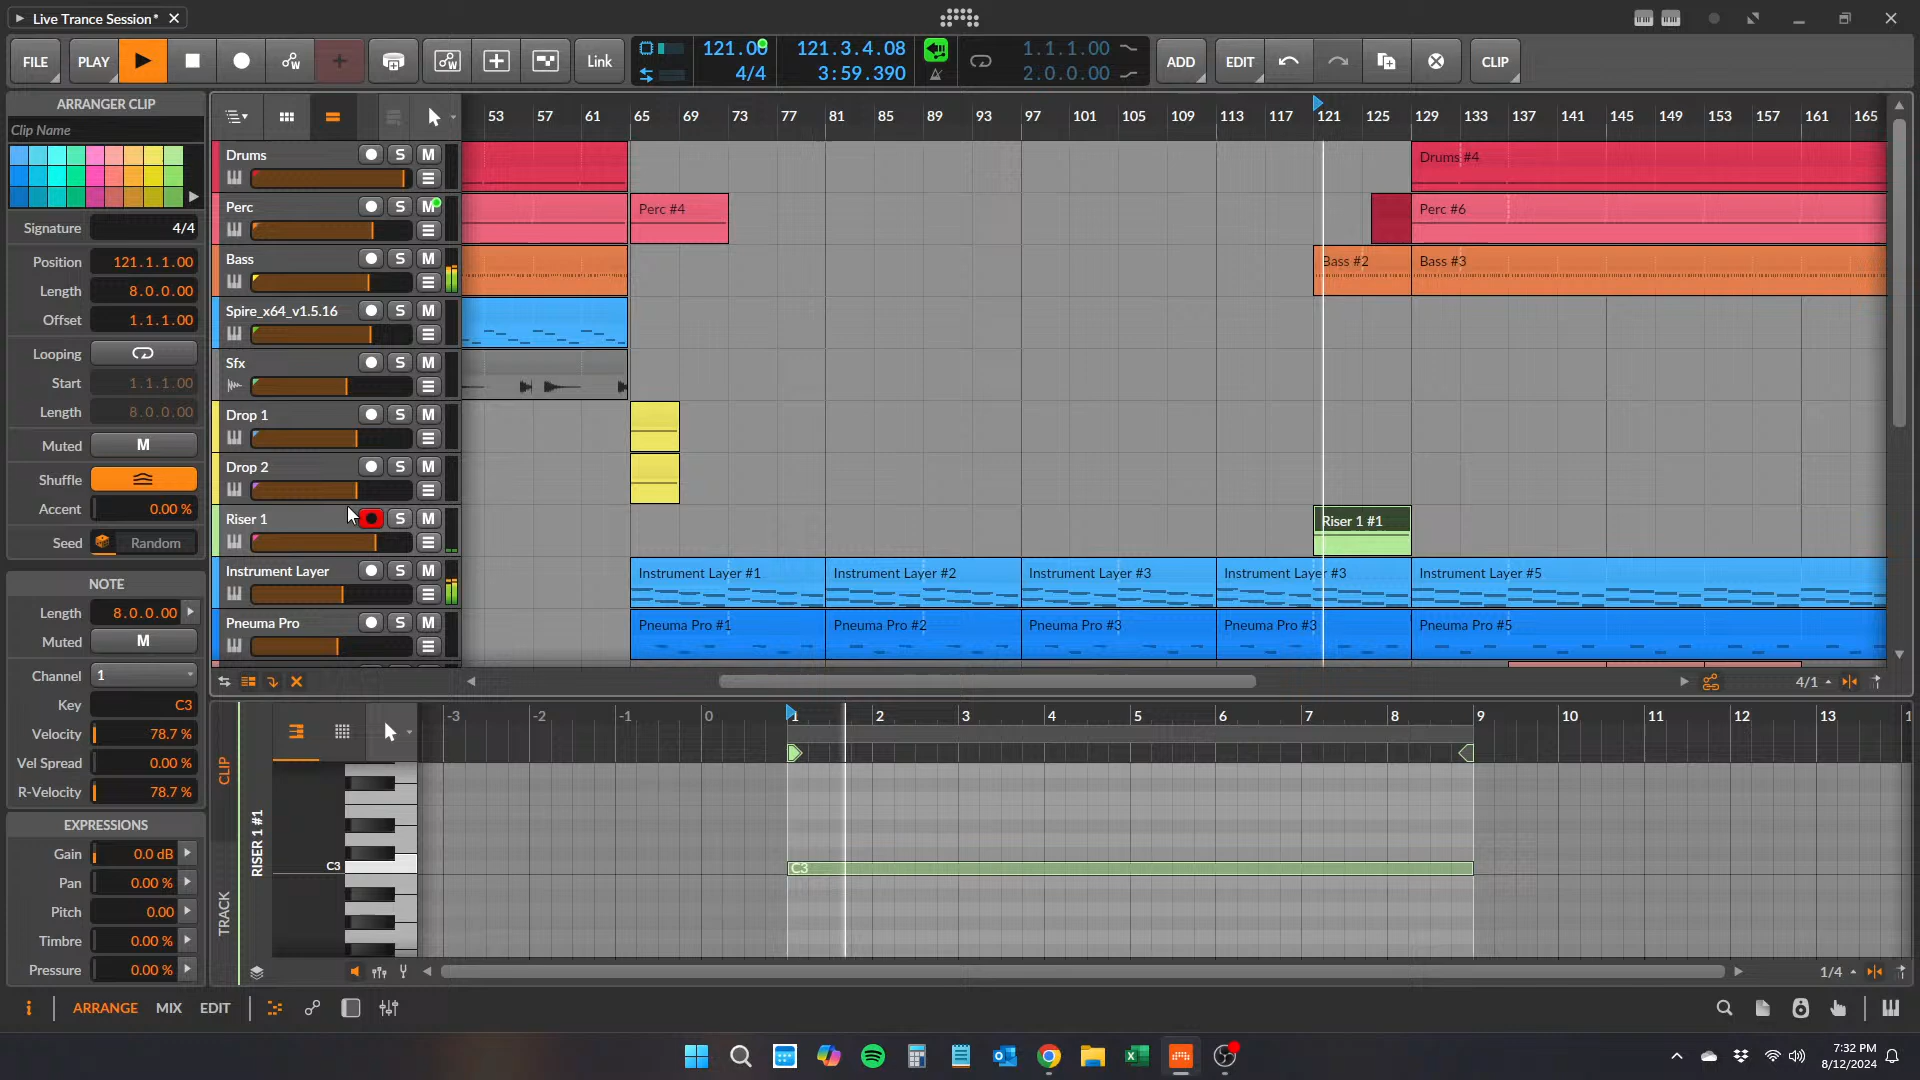 Live Trance Session*
FILE
PLAY
Link
121.00
4/4
121.3.4.08
3:59.390
1.1.1.00
2.0.0.00
ADD
EDIT
CLIP
ARRANGER CLIP
Clip Name
Signature 4/4
Position 121.1.1.00
Length 8.0.0.00
Offset 1.1.1.00
Looping
Start 1.1.1.00
Length 8.0.0.00
Muted M
Shuffle
Accent 0.00 %
Seed Random
NOTE
Length 8.0.0.00
Muted M
Channel 1
Key C3
Velocity 78.7 %
Vel Spread 0.00 %
R-Velocity 78.7 %
EXPRESSIONS
Gain 0.0 dB
Pan 0.00 %
Pitch 0.00
Timbre 0.00 %
Pressure 0.00 %
53 57 61 65 69 73 77 81 85 89 93 97 101 105 109 113 117 121 125 129 133 137 141 145 149 153 157 161 165
Drums S M
Drums #4
Perc S M
Perc #4
Perc #6
Bass S M
Bass #2
Bass #3
Spire_x64_v1.5.16 S M
Sfx S M
Drop 1 S M
Drop 2 S M
Riser 1 S M
Riser 1 #1
Instrument Layer S M
Instrument Layer #1
Instrument Layer #2
Instrument Layer #3
Instrument Layer #3
Instrument Layer #5
Pneuma Pro S M
Pneuma Pro #1
Pneuma Pro #2
Pneuma Pro #3
Pneuma Pro #3
Pneuma Pro #5
4/1
CLIP
TRACK
RISER 1 #1
-3 -2 -1 0 1 2 3 4 5 6 7 8 9 10 11 12 13
C3
C3
1/4
i
ARRANGE
MIX
EDIT
7:32 PM
8/12/2024